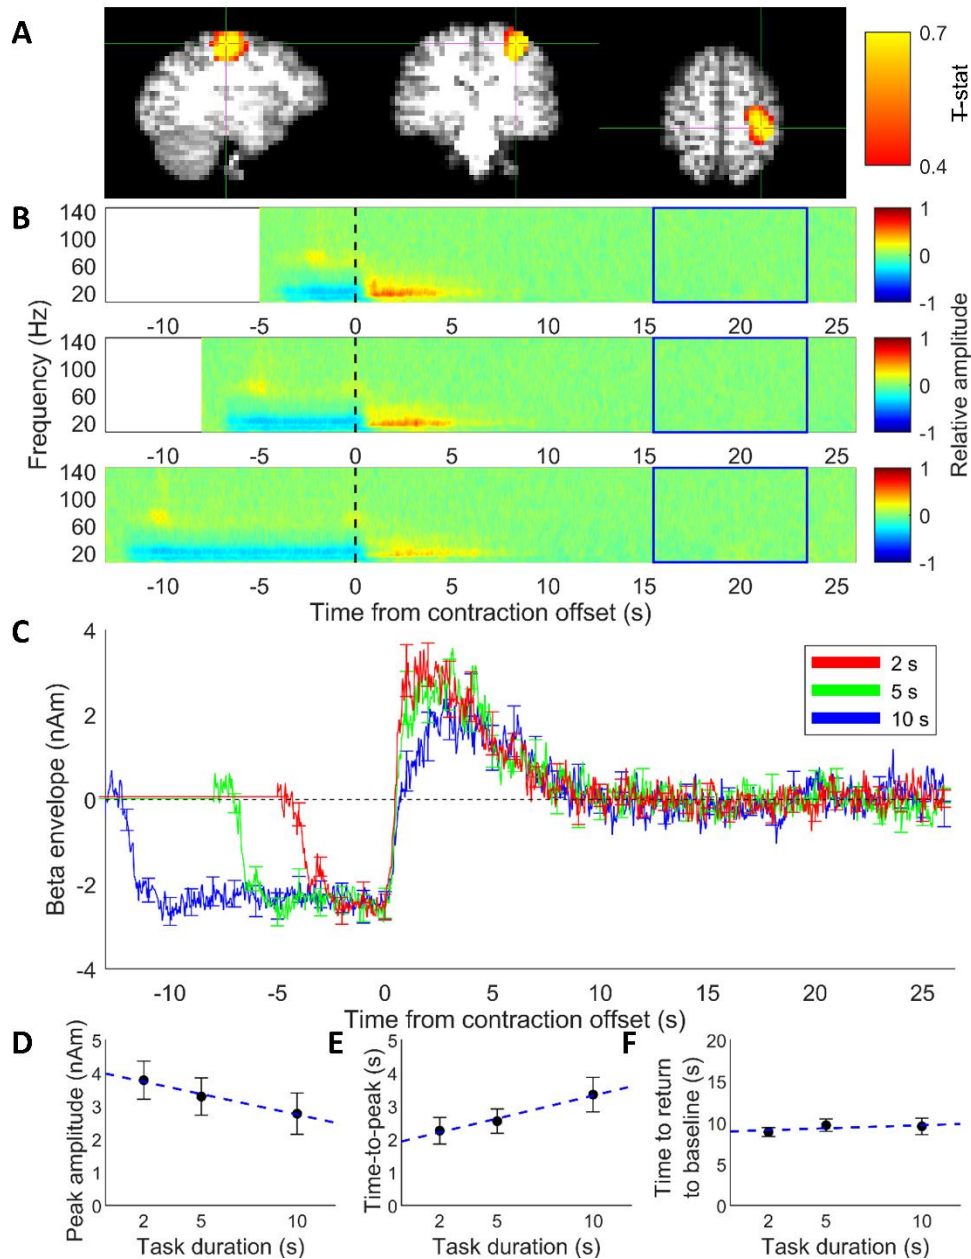 A
0.7
T-stat
0.4
B
Frequency (Hz)
140
100
60
20
-10 -5 0 5 10 15 20 25
1
0
-1
140
100
60
20
-10 -5 0 5 10 15 20 25
1
0
-1
140
100
60
20
-10 -5 0 5 10 15 20 25
1
0
-1
Relative amplitude
Time from contraction offset (s)
C
Beta envelope (nAm)
4
2
0
-2
-4
2 s
5 s
10 s
-10 -5 0 5 10 15 20 25
Time from contraction offset (s)
D
Peak amplitude (nAm)
5
4
3
2
1
0
2 5 10
Task duration (s)
E
Time-to-peak (s)
5
4
3
2
1
0
2 5 10
Task duration (s)
F
Time to return
to baseline (s)
20
15
10
5
0
2 5 10
Task duration (s)